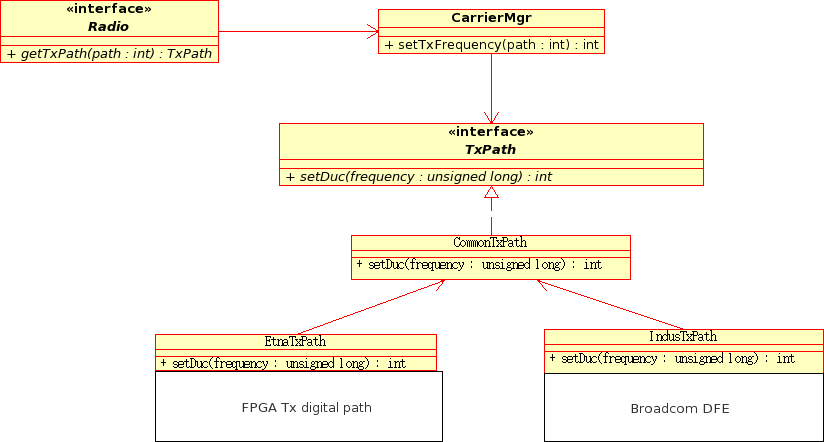 «interface»
Radio
+ getTxPath(path : int) : TxPath
CarrierMgr
+ setTxFrequency(path : int) : int
«interface»
TxPath
+ setDuc(frequency : unsigned long) : int
CommonTxPath
+ setDuc(frequency : unsigned long) : int
EtnaTxPath
+ setDuc(frequency : unsigned long) : int
FPGA Tx digital path
IndusTxPath
+ setDuc(frequency : unsigned long) : int
Broadcom DFE